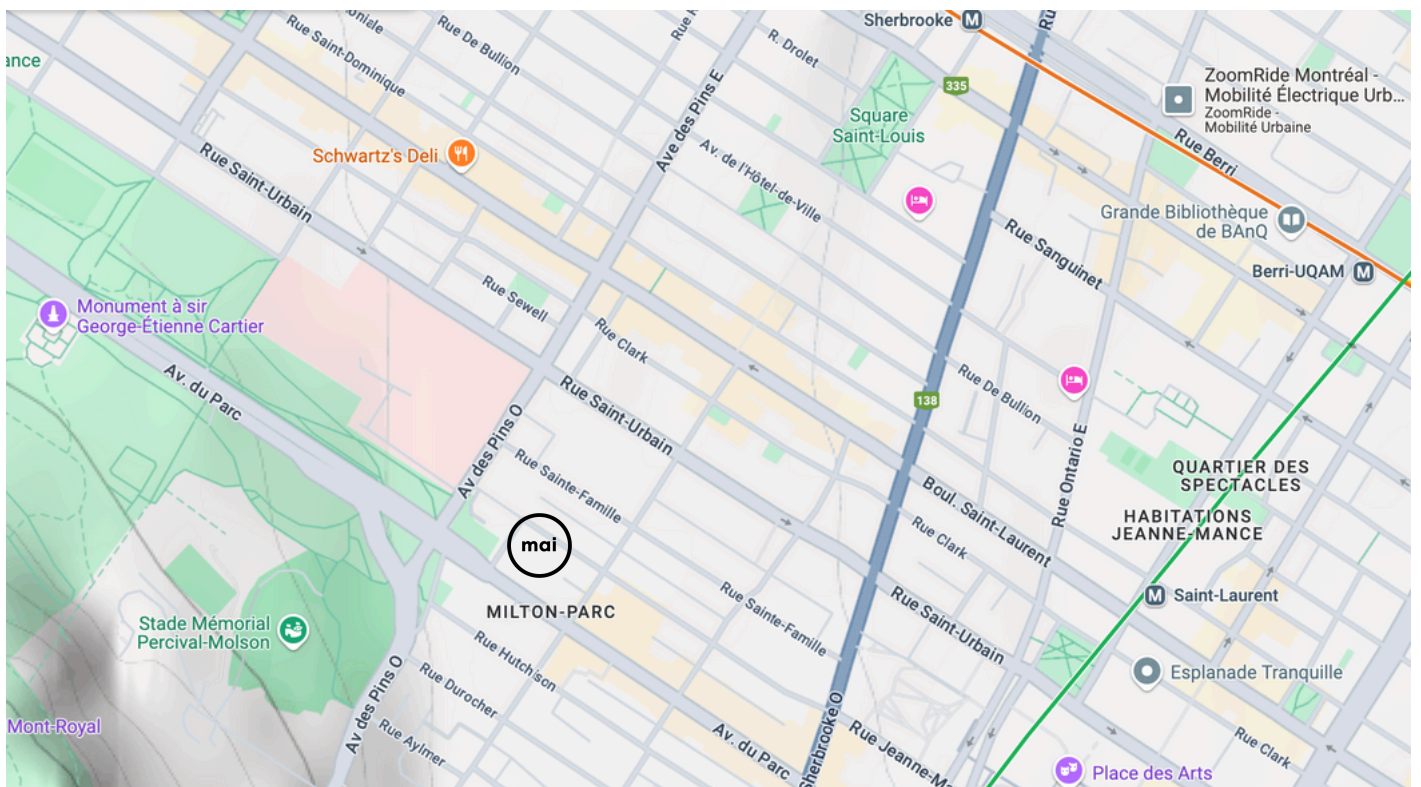 Sherbrooke
Rue De Bullion
Rue Saint-Dominique
R. Drolet
Ave des Pins E
335
ZoomRide Montréal -
Mobilité Électrique Urb...
ZoomRide -
Mobilité Urbaine
Square
Saint-Louis
Rue Berri
Schwartz's Deli
Rue Saint-Urbain
Av. de l'Hôtel-de-Ville
Grande Bibliothèque
de BAnQ
Rue Sanguinet
Berri-UQAM
Monument à sir
George-Étienne Cartier
Rue Sewell
Rue Clark
Av. du Parc
Rue Saint-Urbain
Rue De Bullion
138
Av des Pins O
Rue Sainte-Famille
Rue Ontario E
QUARTIER DES
SPECTACLES
Boul. Saint-Laurent
HABITATIONS
JEANNE-MANCE
Rue Clark
mai
Saint-Laurent
MILTON-PARC
Rue Sainte-Famille
Rue Saint-Urbain
Stade Mémorial
Percival-Molson
Rue Hutchison
Esplanade Tranquille
Rue Durocher
Av des Pins O
Mont-Royal
Rue Aylmer
Av. du Parc
Sherbrooke O
Rue Jeanne-M
Rue Clark
Place des Arts